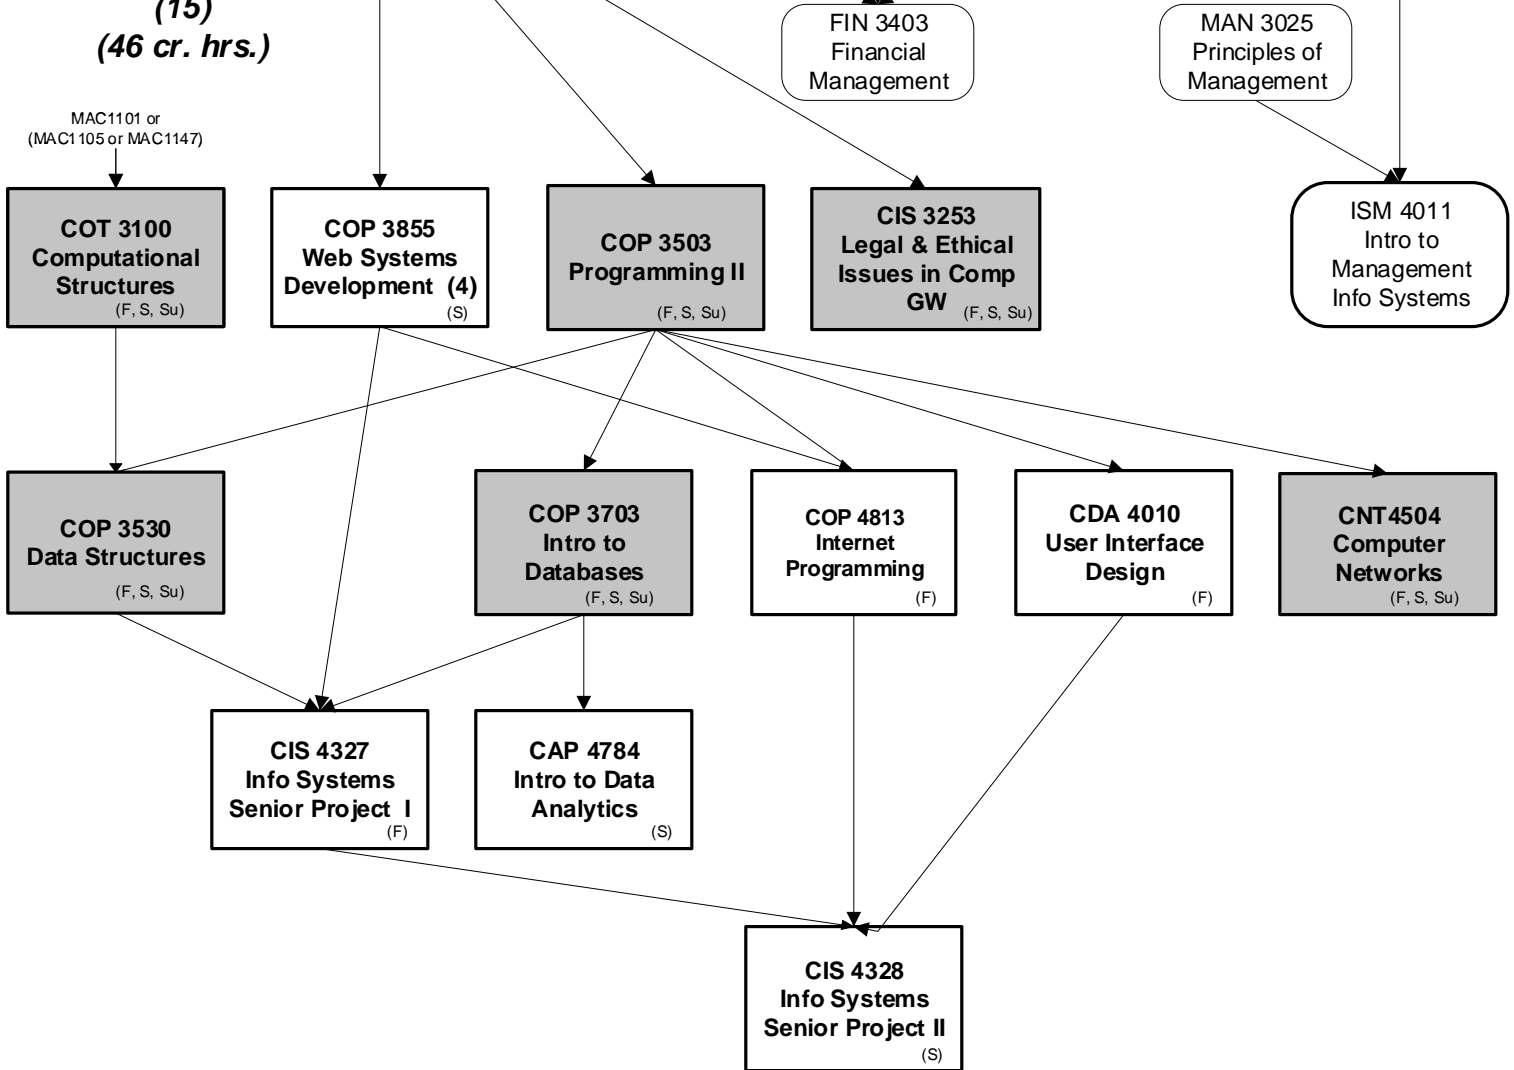 (15)
(46 cr. hrs.)
FIN 3403
Financial
Management
MAN 3025
Principles of
Management
MAC1101 or
(MAC1105 or MAC1147)
COT 3100
Computational
Structures
(F, S, Su)
COP 3855
Web Systems
Development (4)
(S)
COP 3503
Programming II
(F, S, Su)
CIS 3253
Legal & Ethical
Issues in Comp
GW (F, S, Su)
ISM 4011
Intro to
Management
Info Systems
COP 3530
Data Structures
(F, S, Su)
COP 3703
Intro to
Databases
(F, S, Su)
COP 4813
Internet
Programming
(F)
CDA 4010
User Interface
Design
(F)
CNT4504
Computer
Networks
(F, S, Su)
CIS 4327
Info Systems
Senior Project I
(F)
CAP 4784
Intro to Data
Analytics
(S)
CIS 4328
Info Systems
Senior Project II
(S)